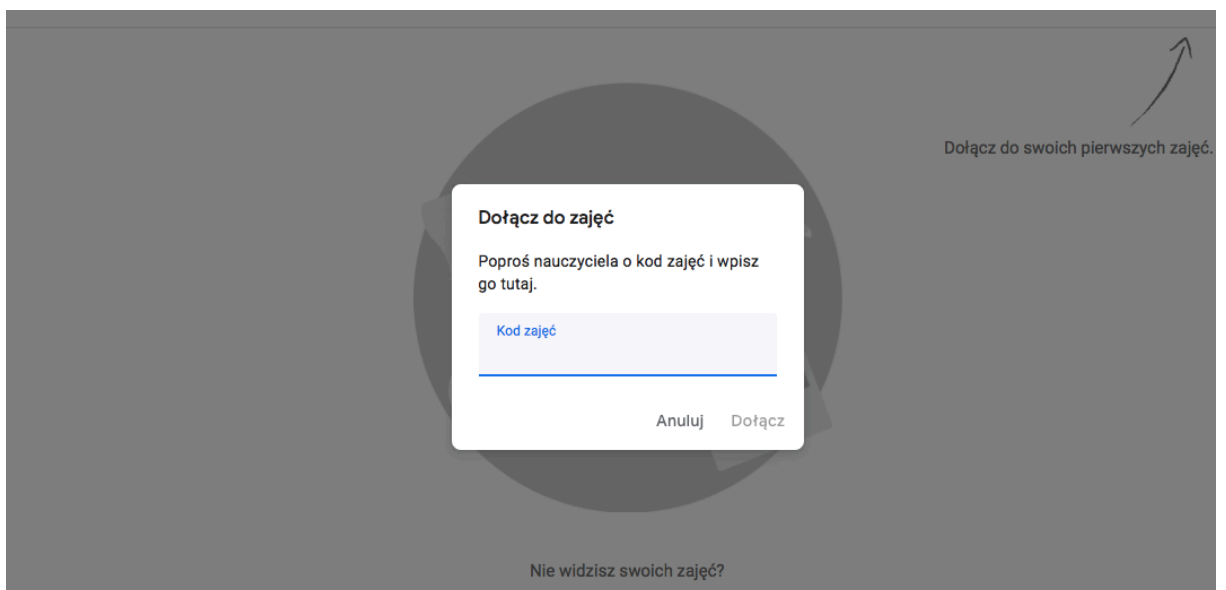 Dołącz do swoich pierwszych zajęć.
Dołącz do zajęć
Poproś nauczyciela o kod zajęć i wpisz
go tutaj.
Kod zajęć
Anuluj Dołącz
Nie widzisz swoich zajęć?